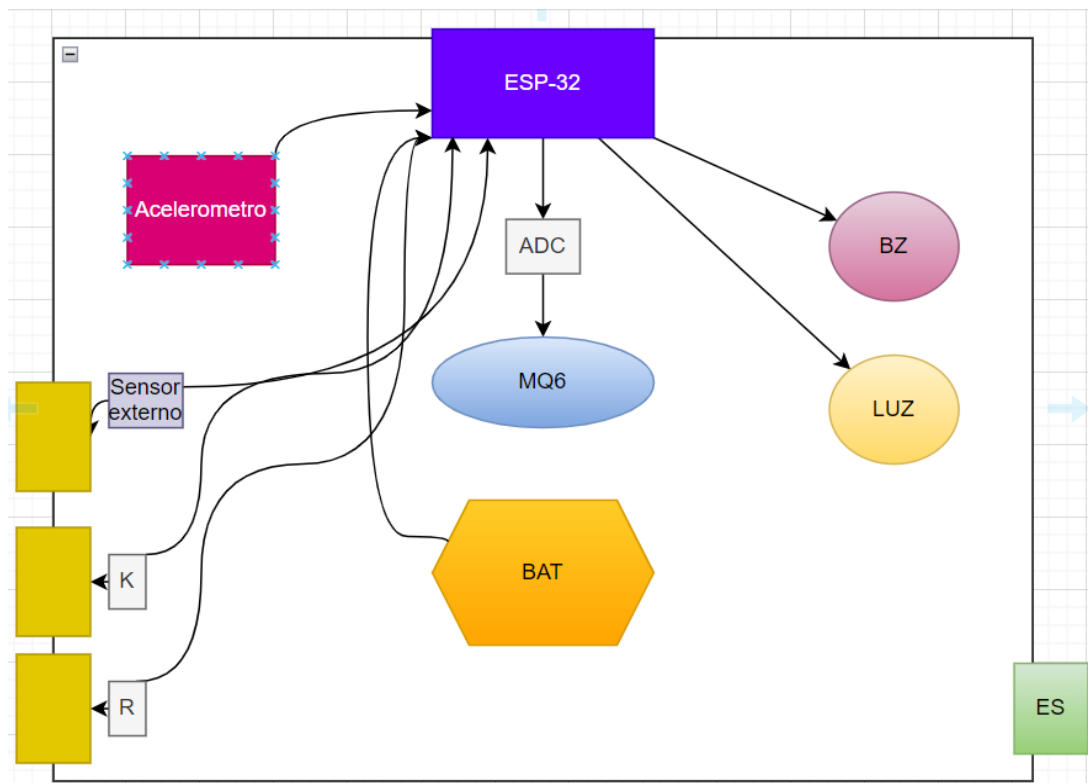 ESP-32
Acelerometro
ADC
BZ
MQ6
Sensor
externo
LUZ
K
BAT
R
ES